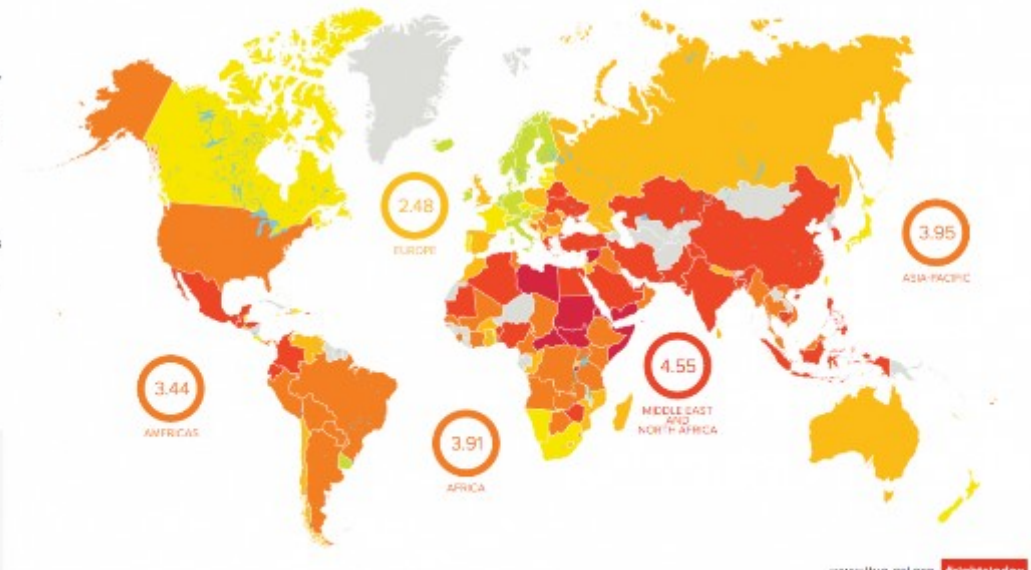 2.48
EUROPE
3.95
ASIA-PACIFIC
4.55
MIDDLE EAST
AND
NORTH AFRICA
3.44
AMERICAS
3.91
AFRICA